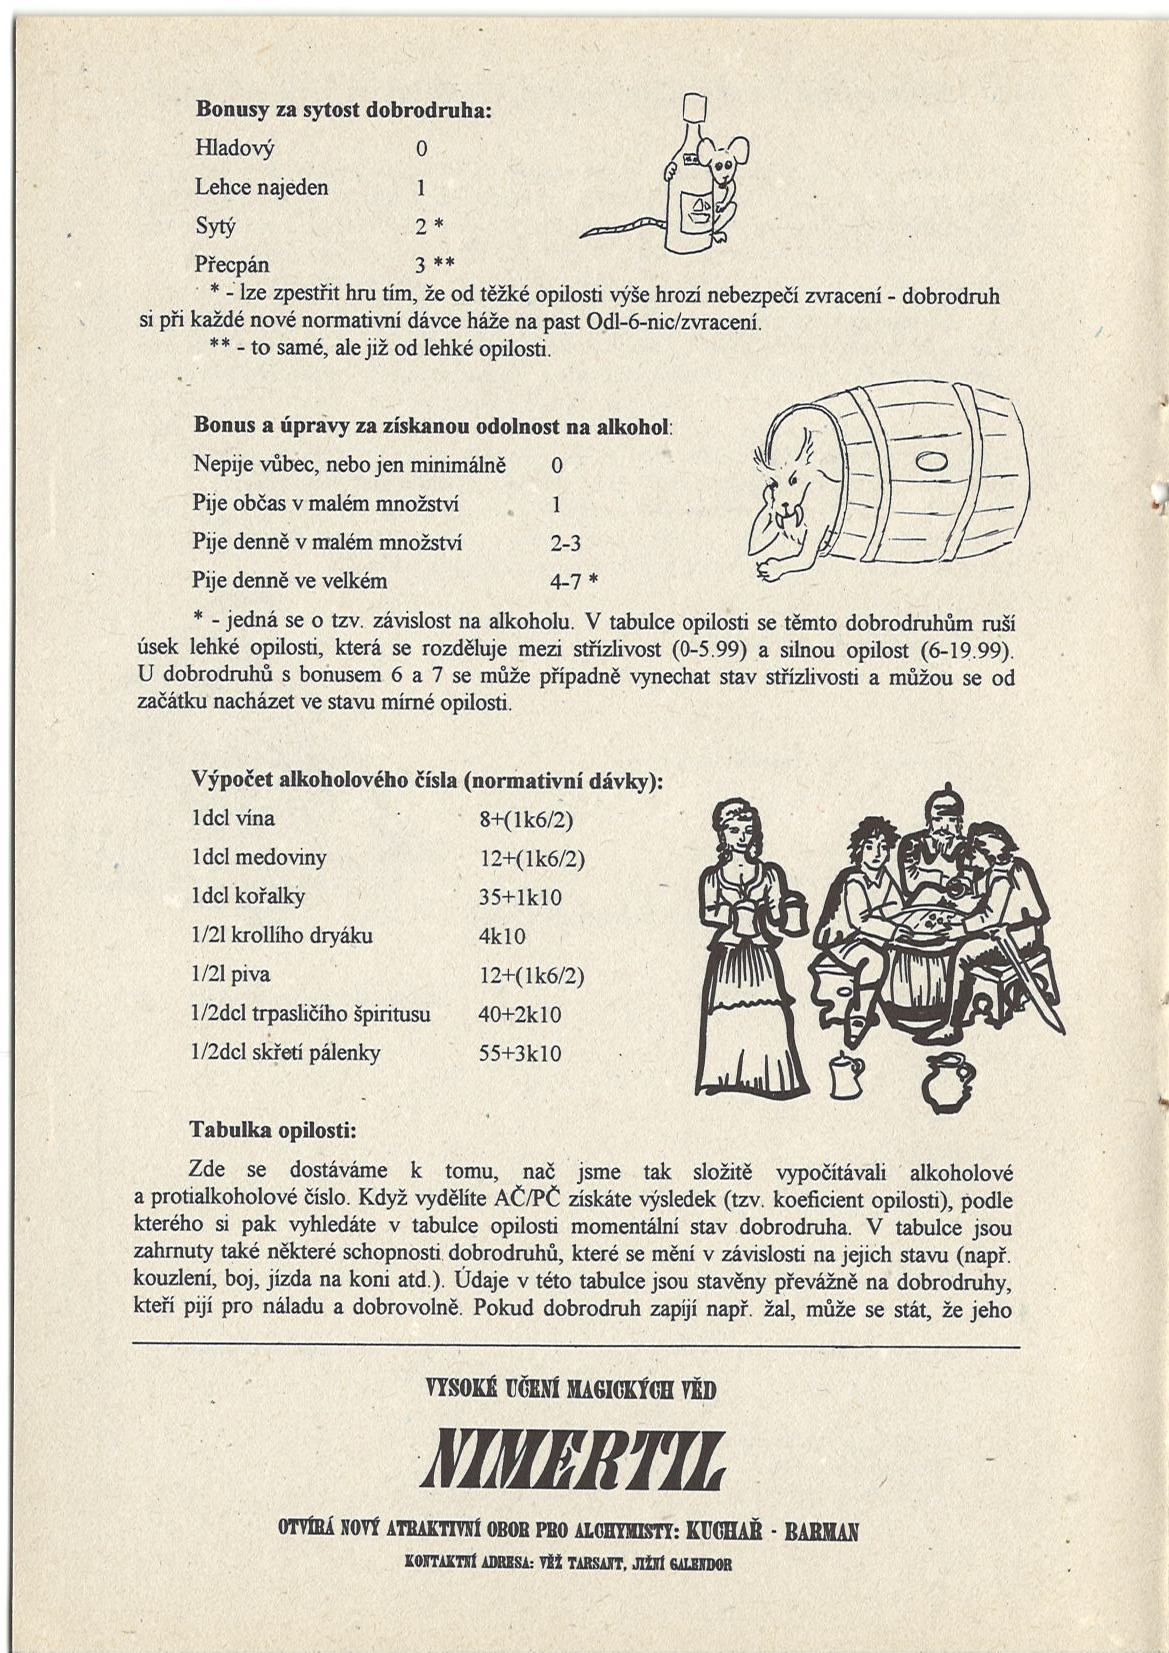 Bonusy za sytost dobrodruha:
Hladový 0
Lehce najeden 1
Sytý 2 *
Přecpán 3 **
* - lze zpestřit hru tím, že od těžké opilosti výše hrozí nebezpečí zvracení - dobrodruh
si při každé nové normativní dávce háže na past Odl-6-nic/zvracení.
** - to samé, ale již od lehké opilosti.
Bonus a úpravy za získanou odolnost na alkohol:
Nepije vůbec, nebo jen minimálně 0
Pije občas v malém množství 1
Pije denně v malém množství 2-3
Pije denně ve velkém 4-7 *
* - jedná se o tzv. závislost na alkoholu. V tabulce opilosti se těmto dobrodruhům ruší
úsek lehké opilosti, která se rozděluje mezi střízlivost (0-5.99) a silnou opilost (6-19.99).
U dobrodruhů s bonusem 6 a 7 se může případně vynechat stav střízlivosti a můžou se od
začátku nacházet ve stavu mírné opilosti.
Výpočet alkoholového čísla (normativní dávky):
1dcl vína 8+(1k6/2)
1dcl medoviny 12+(1k6/2)
1dcl kořalky 35+1k10
1/2l krollího dryáku 4k10
1/2l piva 12+(1k6/2)
1/2dcl trpasličího špiritusu 40+2k10
1/2dcl skřetí pálenky 55+3k10
Tabulka opilosti:
Zde se dostáváme k tomu, nač jsme tak složitě vypočítávali alkoholové
a protialkoholové číslo. Když vydělíte AČ/PČ získáte výsledek (tzv. koeficient opilosti), podle
kterého si pak vyhledáte v tabulce opilosti momentální stav dobrodruha. V tabulce jsou
zahrnuty také některé schopnosti dobrodruhů, které se mění v závislosti na jejich stavu (např.
kouzlení, boj, jízda na koni atd.). Údaje v této tabulce jsou stavěny převážně na dobrodruhy,
kteří pijí pro náladu a dobrovolně. Pokud dobrodruh zapíjí např. žal, může se stát, že jeho
VYSOKÉ UČENÍ MAGICKÝCH VĚD
NIMERTIL
OTVÍRÁ NOVÝ ATRAKTIVNÍ OBOR PRO ALCHYMISTY: KUCHAŘ - BARMAN
KONTAKTNÍ ADRESA: VĚŽ TARSANT, JIŽNÍ GALENDOR